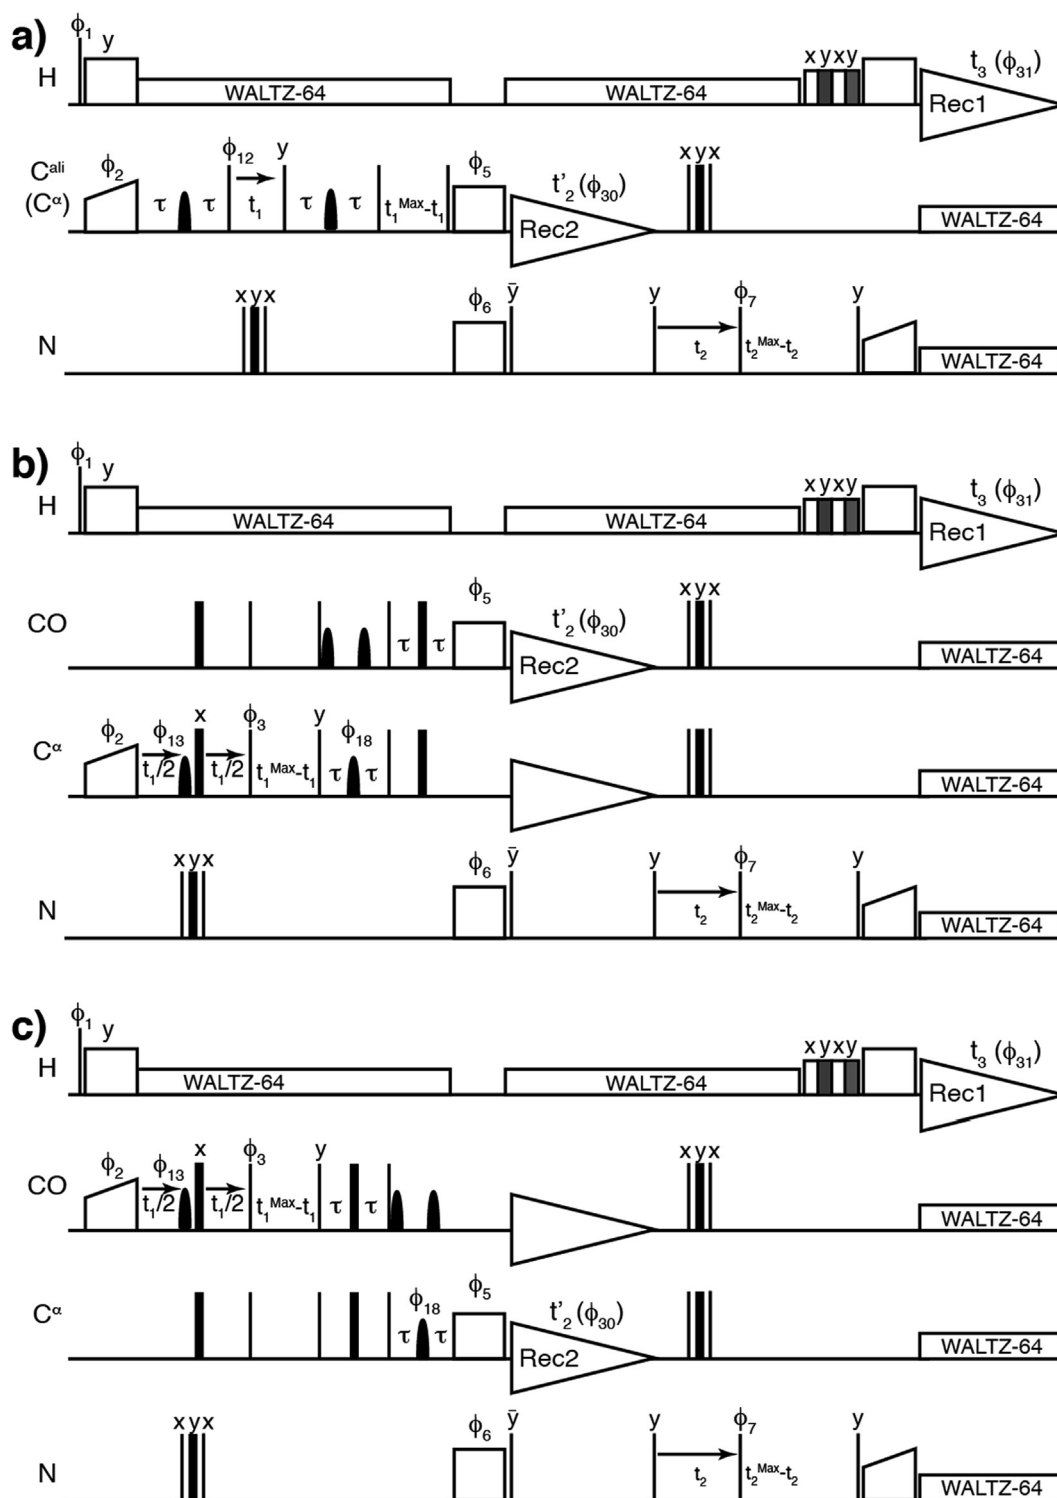 a)
ϕ1 y
H WALTZ-64 WALTZ-64 x y x y t3 (ϕ31) Rec1
Cali (Cα) ϕ2 τ τ ϕ12 t1 y τ τ t1Max-t1 ϕ5 t'2 (ϕ30) Rec2 x y x WALTZ-64
N x y x ϕ6 ȳ y t2 ϕ7 t2Max-t2 y WALTZ-64
b)
ϕ1 y
H WALTZ-64 WALTZ-64 x y x y t3 (ϕ31) Rec1
CO τ τ ϕ5 t'2 (ϕ30) Rec2 x y x WALTZ-64
Cα ϕ2 ϕ13 t1/2 x t1/2 ϕ3 t1Max-t1 y τ ϕ18 τ WALTZ-64
N x y x ϕ6 ȳ y t2 ϕ7 t2Max-t2 y WALTZ-64
c)
ϕ1 y
H WALTZ-64 WALTZ-64 x y x y t3 (ϕ31) Rec1
CO ϕ2 ϕ13 t1/2 x t1/2 ϕ3 t1Max-t1 y τ τ x y x WALTZ-64
Cα τ ϕ18 τ ϕ5 t'2 (ϕ30) Rec2 WALTZ-64
N x y x ϕ6 ȳ y t2 ϕ7 t2Max-t2 y WALTZ-64